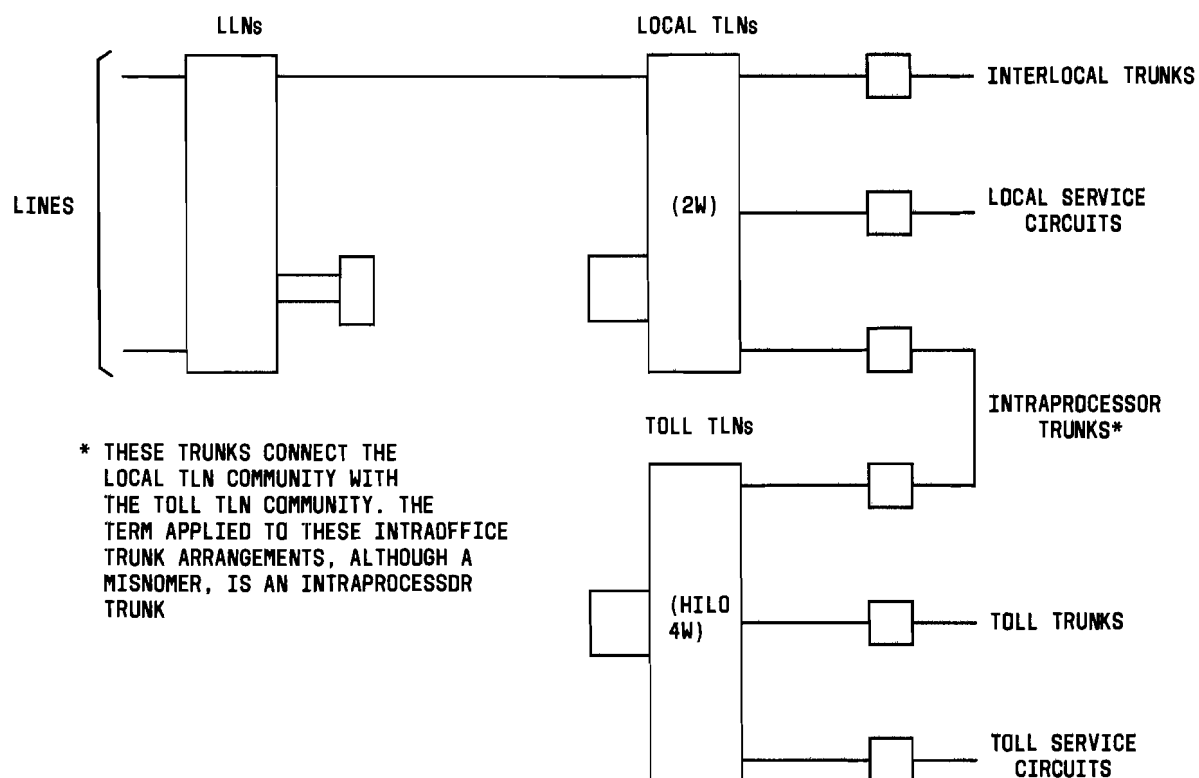 LLNs
LOCAL TLNs
INTERLOCAL TRUNKS
LINES
(2W)
LOCAL SERVICE
CIRCUITS
INTRAPROCESSOR
TRUNKS*
TOLL TLNs
* THESE TRUNKS CONNECT THE
LOCAL TLN COMMUNITY WITH
THE TOLL TLN COMMUNITY. THE
TERM APPLIED TO THESE INTRAOFFICE
TRUNK ARRANGEMENTS, ALTHOUGH A
MISNOMER, IS AN INTRAPROCESSOR
TRUNK
(HILO
4W)
TOLL TRUNKS
TOLL SERVICE
CIRCUITS